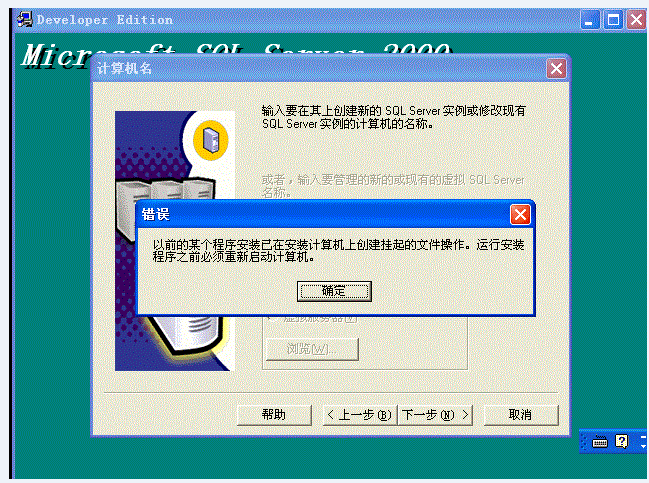 Developer Edition
Microsoft SQL Server 2000
计算机名
输入要在其上创建新的 SQL Server 实例或修改现有
SQL Server 实例的计算机的名称。
或者，输入要管理的新的或现有的虚拟 SQL Server
名称。
错误
以前的某个程序安装已在安装计算机上创建挂起的文件操作。运行安装
程序之前必须重新启动计算机。
确定
虚拟服务器(V)
浏览(W)...
帮助
< 上一步(B)
下一步(N) >
取消